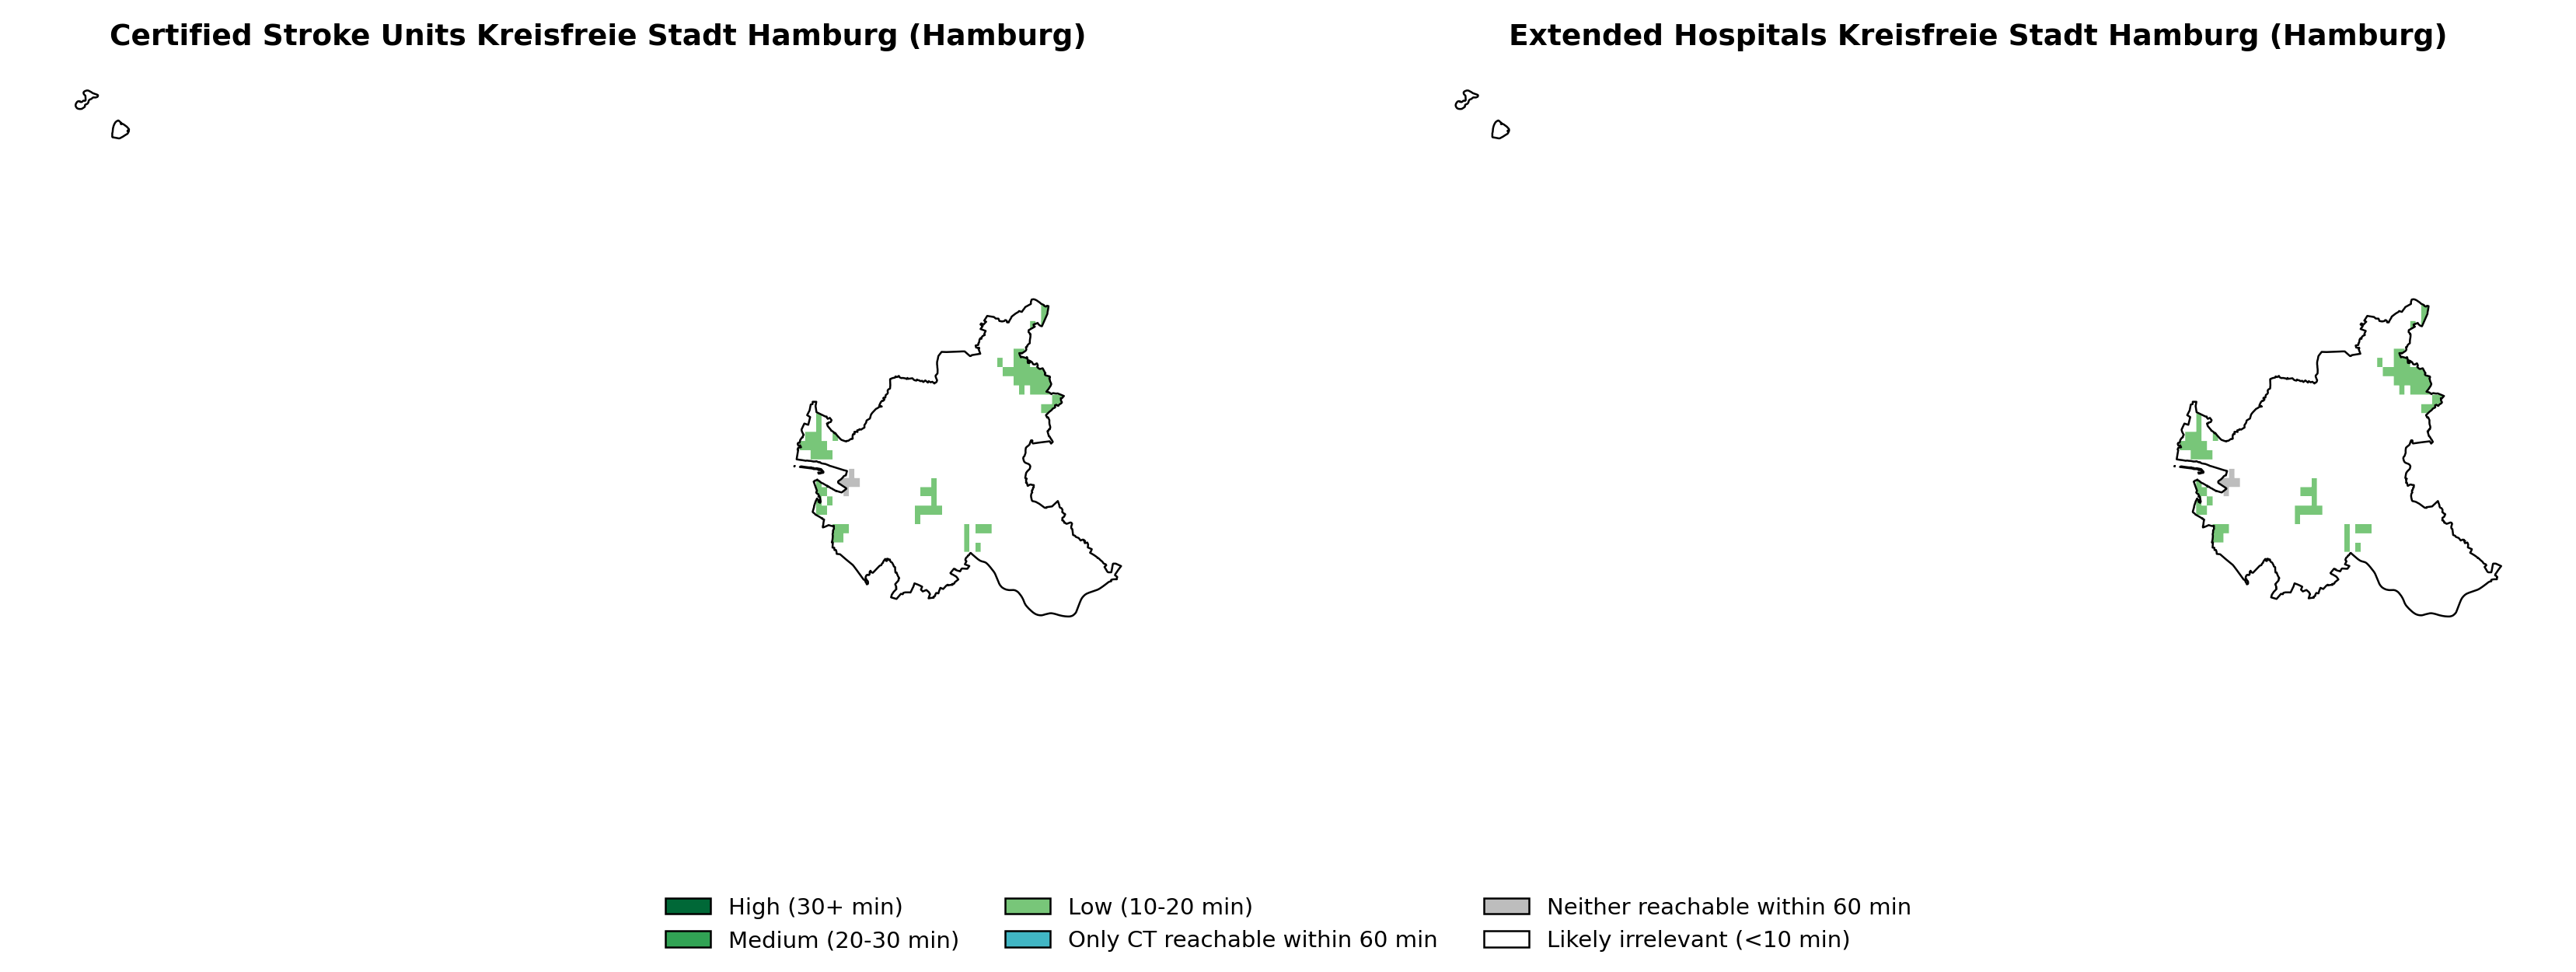 Certified Stroke Units Kreisfreie Stadt Hamburg (Hamburg)
Extended Hospitals Kreisfreie Stadt Hamburg (Hamburg)
High (30+ min)
Medium (20-30 min)
Low (10-20 min)
Only CT reachable within 60 min
Neither reachable within 60 min
Likely irrelevant (<10 min)